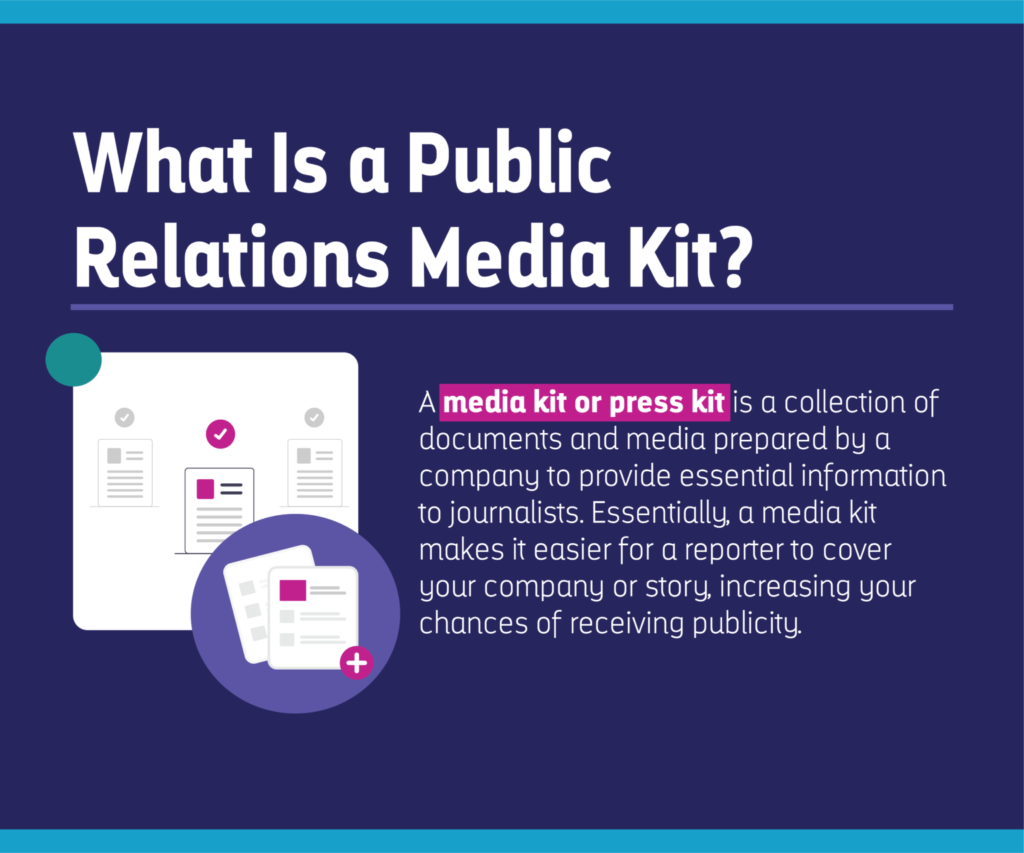 What Is a Public
Relations Media Kit?
A media kit or press kit is a collection of
documents and media prepared by a
company to provide essential information
to journalists. Essentially, a media kit
makes it easier for a reporter to cover
your company or story, increasing your
chances of receiving publicity.